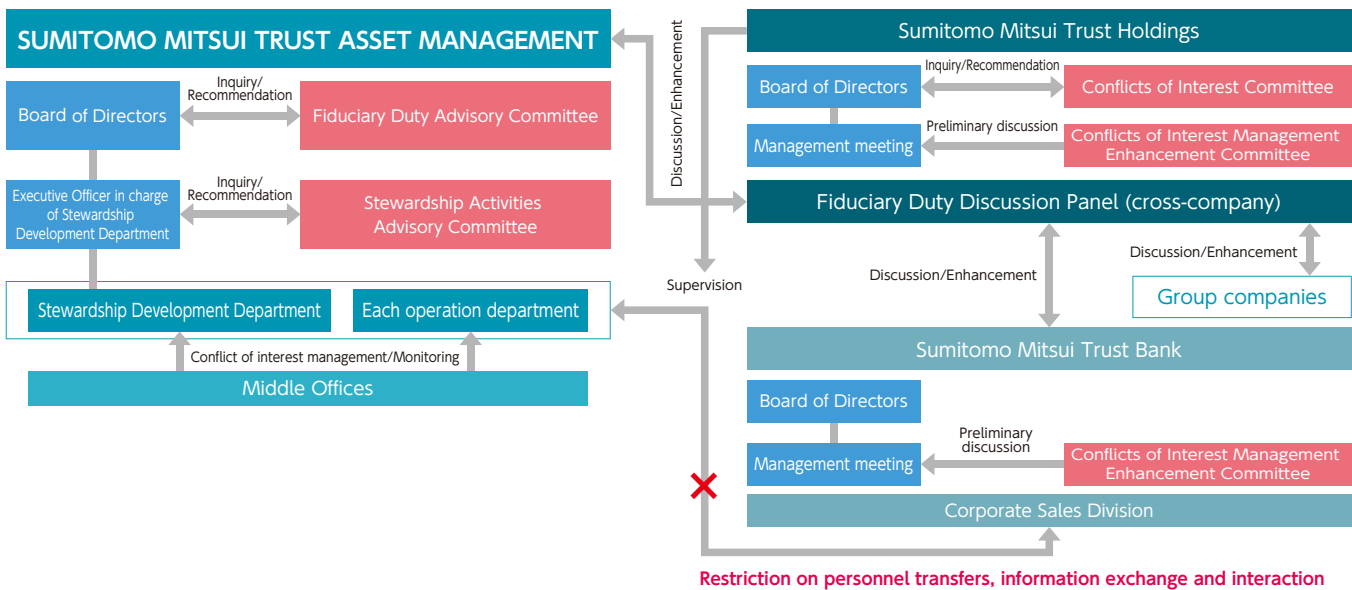 SUMITOMO MITSUI TRUST ASSET MANAGEMENT
Board of Directors
Inquiry/
Recommendation
Fiduciary Duty Advisory Committee
Executive Officer in charge
of Stewardship
Development Department
Inquiry/
Recommendation
Stewardship Activities
Advisory Committee
Stewardship Development Department
Each operation department
Conflict of interest management/Monitoring
Middle Offices
Discussion/Enhancement
Supervision
Sumitomo Mitsui Trust Holdings
Board of Directors
Inquiry/Recommendation
Conflicts of Interest Committee
Management meeting
Preliminary discussion
Conflicts of Interest Management
Enhancement Committee
Fiduciary Duty Discussion Panel (cross-company)
Discussion/Enhancement
Discussion/Enhancement
Group companies
Sumitomo Mitsui Trust Bank
Board of Directors
Management meeting
Preliminary
discussion
Conflicts of Interest Management
Enhancement Committee
Corporate Sales Division
Restriction on personnel transfers, information exchange and interaction